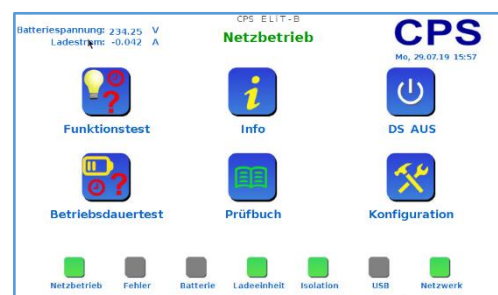 CPS ELIT-B
Batteriespannung: 234.25 V
Netzbetrieb
CPS
Ladestrom: -0.042 A
Mo, 29.07.19 15:57
Funktionstest
Info
DS AUS
Betriebsdauertest
Prüfbuch
Konfiguration
Netzbetrieb
Fehler
Batterie
Ladeeinheit
Isolation
USB
Netzwerk